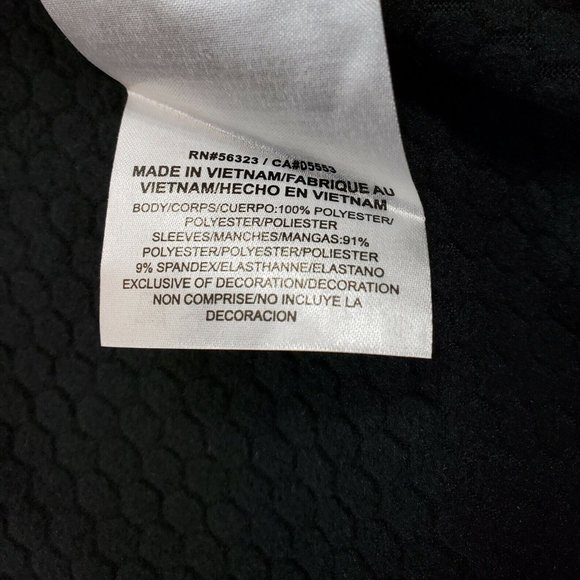 RN#56323 / CA#05553
MADE IN VIETNAM/FABRIQUE AU
VIETNAM/HECHO EN VIETNAM
BODY/CORPS/CUERPO:100% POLYESTER/
POLYESTER/POLIESTER
SLEEVES/MANCHES/MANGAS:91%
POLYESTER/POLYESTER/POLIESTER
9% SPANDEX/ELASTHANNE/ELASTANO
EXCLUSIVE OF DECORATION/DECORATION
NON COMPRISE/NO INCLUYE LA
DECORACION